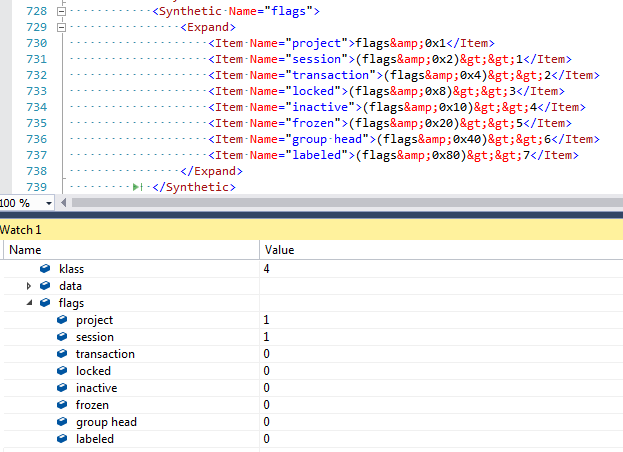 728 <Synthetic Name="flags">
729 <Expand>
730 <Item Name="project">flags&amp;0x1</Item>
731 <Item Name="session">(flags&amp;0x2)&gt;&gt;1</Item>
732 <Item Name="transaction">(flags&amp;0x4)&gt;&gt;2</Item>
733 <Item Name="locked">(flags&amp;0x8)&gt;&gt;3</Item>
734 <Item Name="inactive">(flags&amp;0x10)&gt;&gt;4</Item>
735 <Item Name="frozen">(flags&amp;0x20)&gt;&gt;5</Item>
736 <Item Name="group head">(flags&amp;0x40)&gt;&gt;6</Item>
737 <Item Name="labeled">(flags&amp;0x80)&gt;&gt;7</Item>
738 </Expand>
739 </Synthetic>
100 %
Watch 1
Name Value
klass 4
data
flags
project 1
session 1
transaction 0
locked 0
inactive 0
frozen 0
group head 0
labeled 0